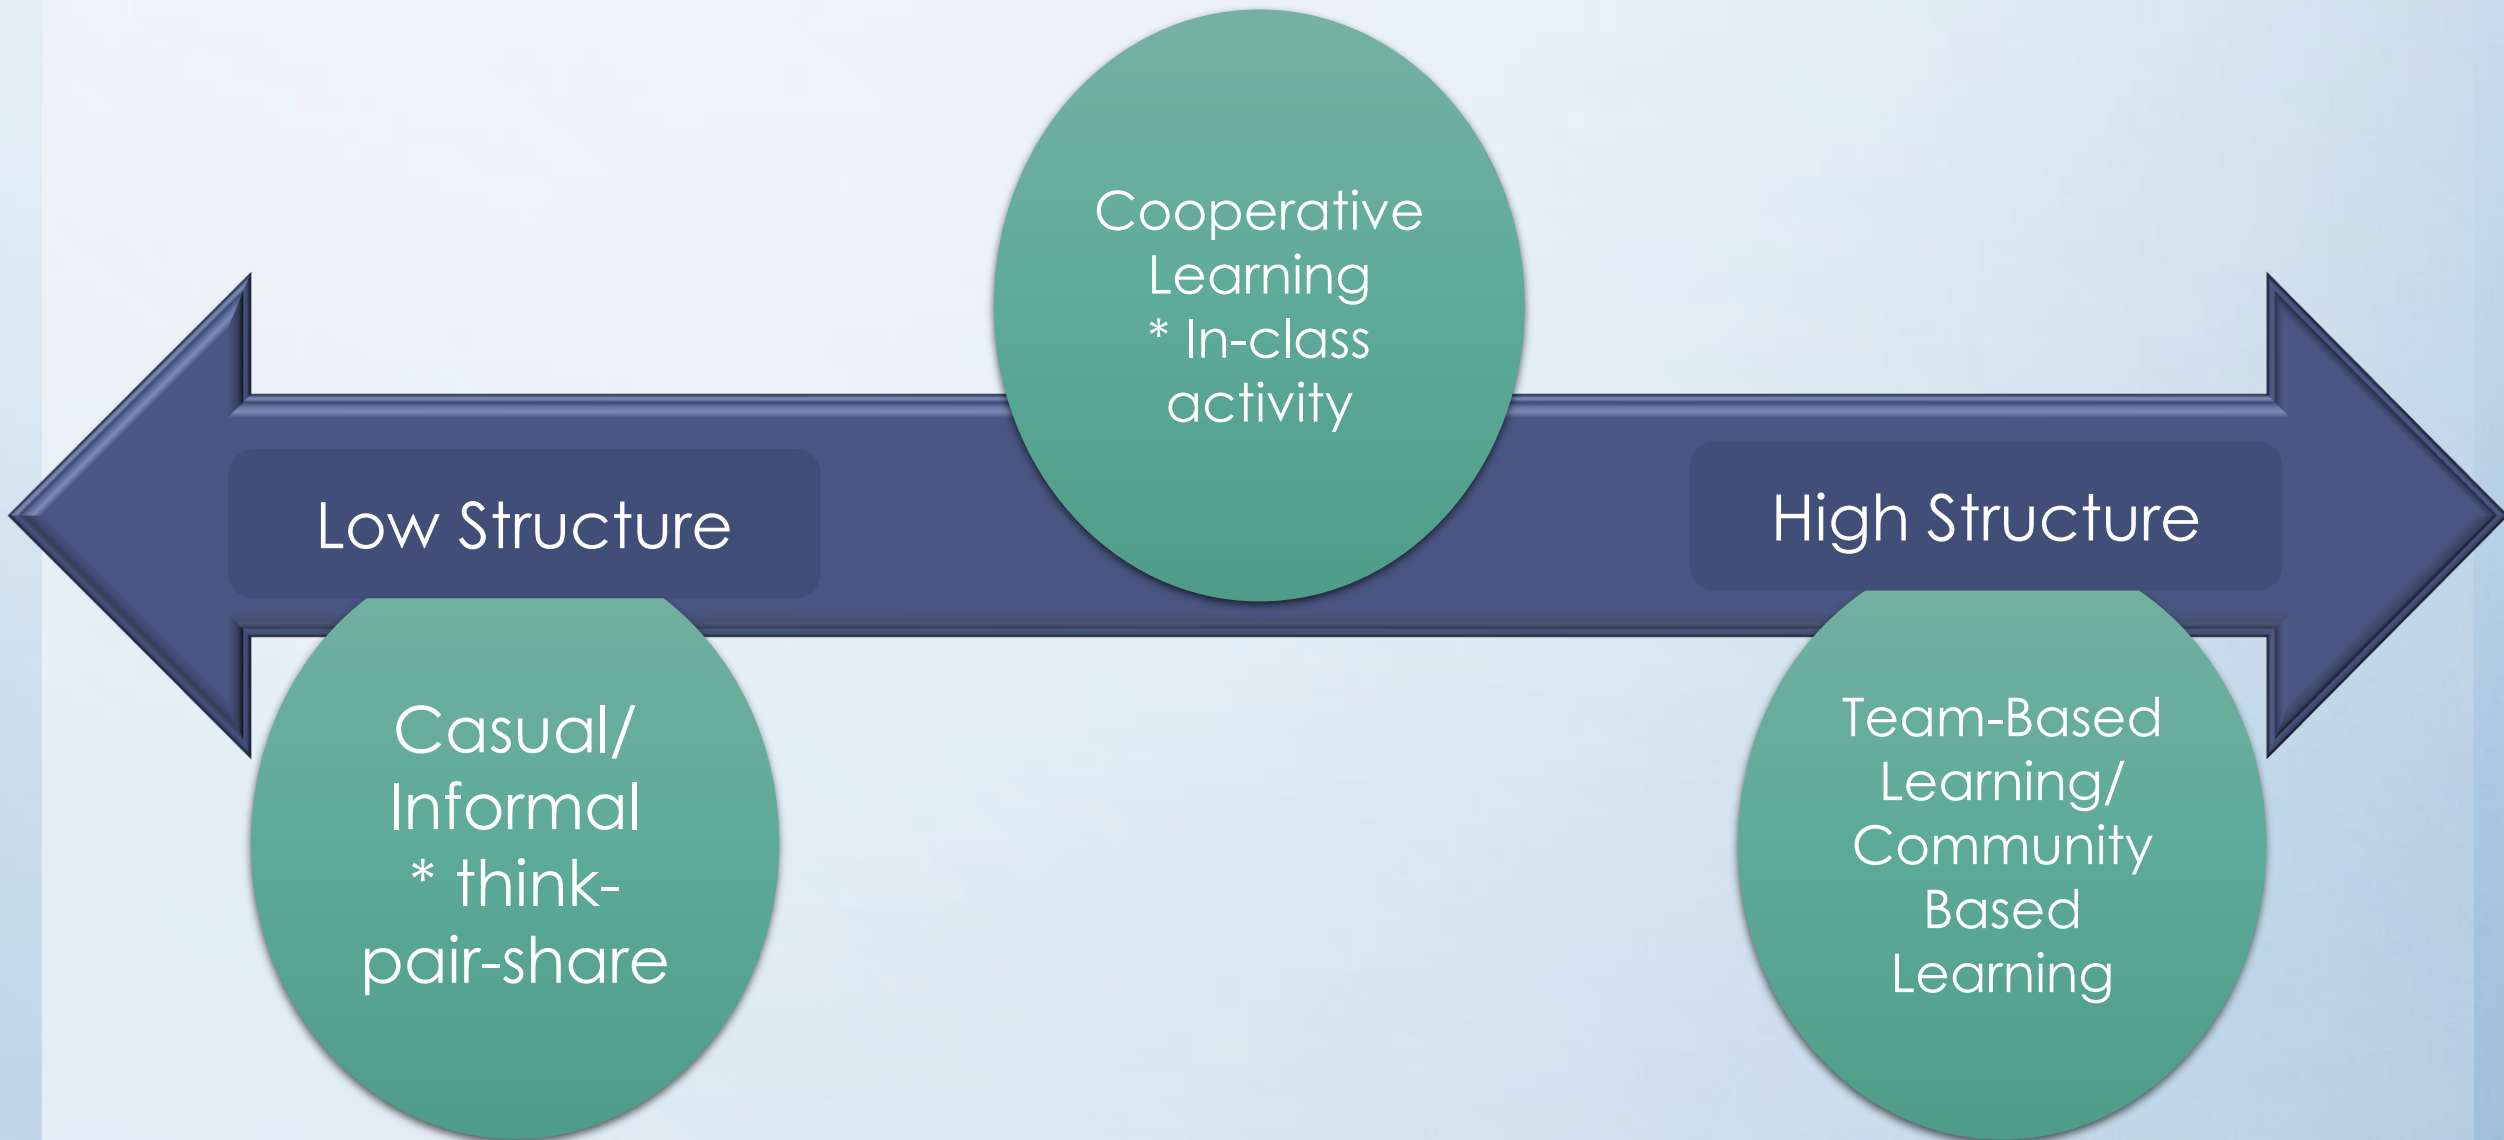 Cooperative
Learning
* In-class
activity
Low Structure
High Structure
Casual/
Informal
* think-
pair-share
Team-Based
Learning/
Community
Based
Learning